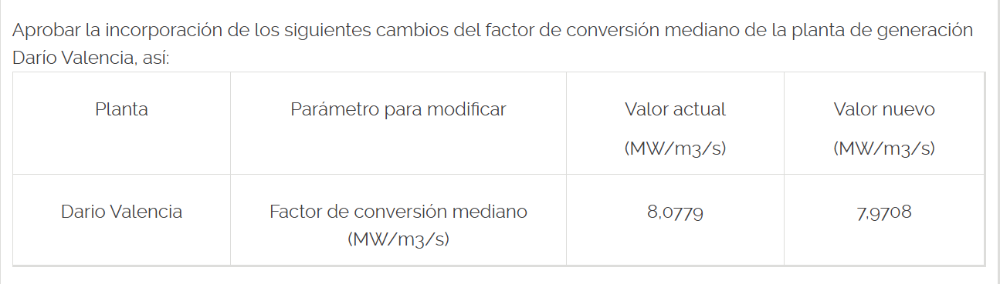 Aprobar la incorporación de los siguientes cambios del factor de conversión mediano de la planta de generación
Darío Valencia, así:
Planta
Parámetro para modificar
Valor actual
(MW/m3/s)
Valor nuevo
(MW/m3/s)
Dario Valencia
Factor de conversión mediano
(MW/m3/s)
8,0779
7,9708